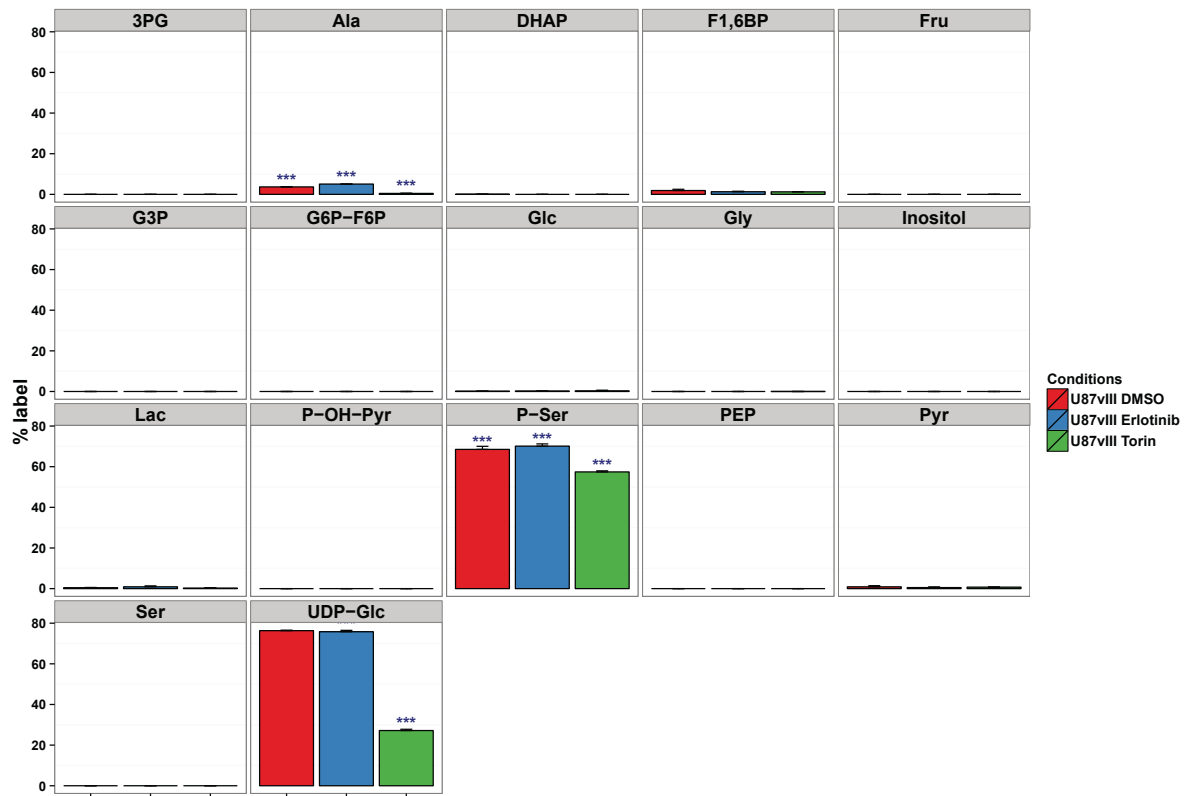 3PG Ala DHAP F1,6BP Fru
80
60
40
20
0
*** *** ***
G3P G6P−F6P Glc Gly Inositol
80
60
40
20
0
% label
Lac P−OH−Pyr P−Ser PEP Pyr
80
60
40
20
0
*** *** ***
Ser UDP−Glc
80
60
40
20
0
***
Conditions
U87vIII DMSO
U87vIII Erlotinib
U87vIII Torin